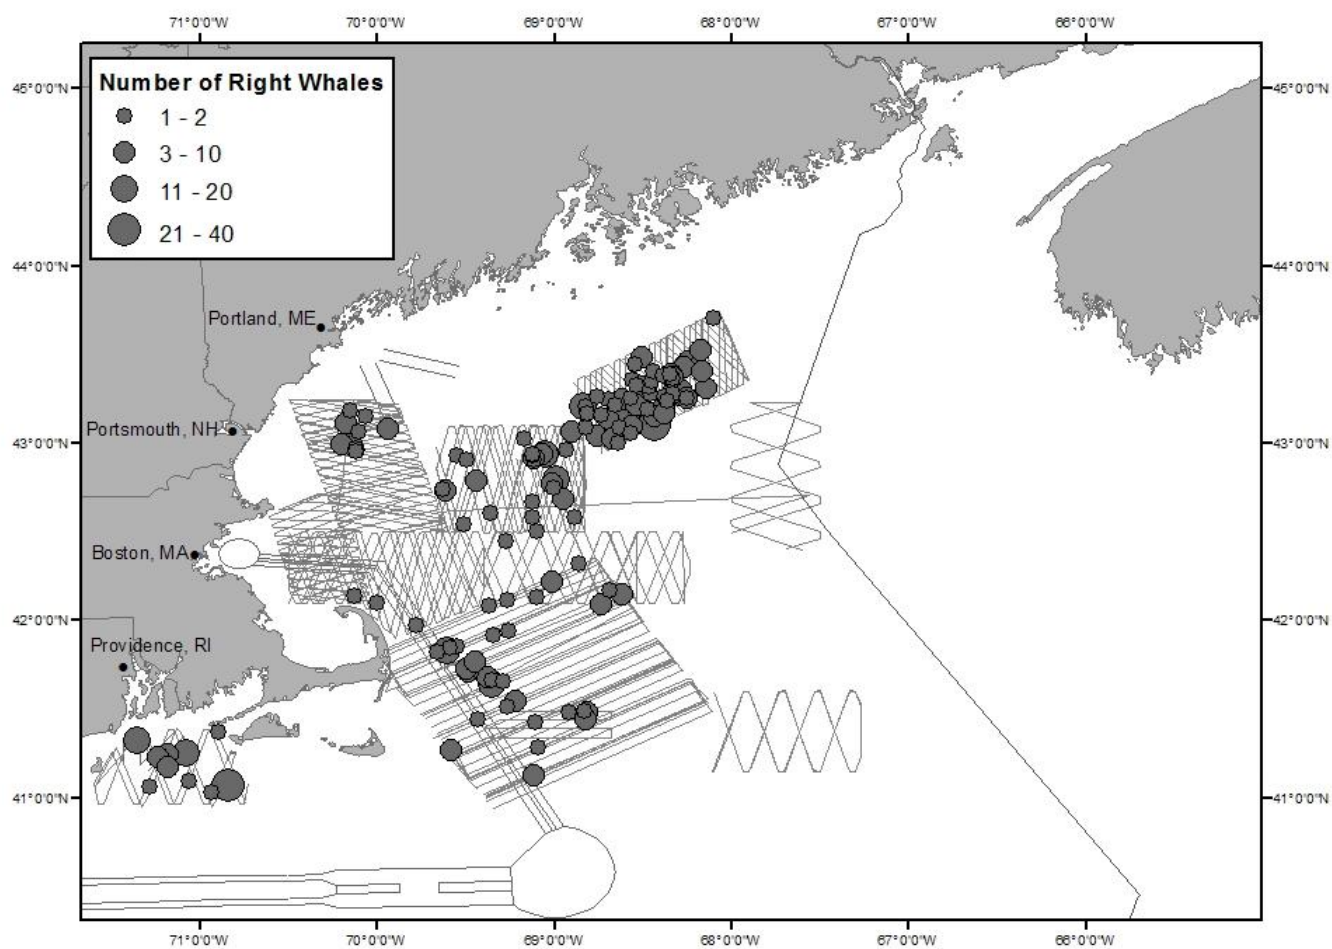 71°0'0"W 70°0'0"W 69°0'0"W 68°0'0"W 67°0'0"W 66°0'0"W
Number of Right Whales
1 - 2
3 - 10
11 - 20
21 - 40
45°0'0"N 45°0'0"N
44°0'0"N 44°0'0"N
Portland, ME
Portsmouth, NH
43°0'0"N 43°0'0"N
Boston, MA
42°0'0"N 42°0'0"N
Providence, RI
41°0'0"N 41°0'0"N
71°0'0"W 70°0'0"W 69°0'0"W 68°0'0"W 67°0'0"W 66°0'0"W